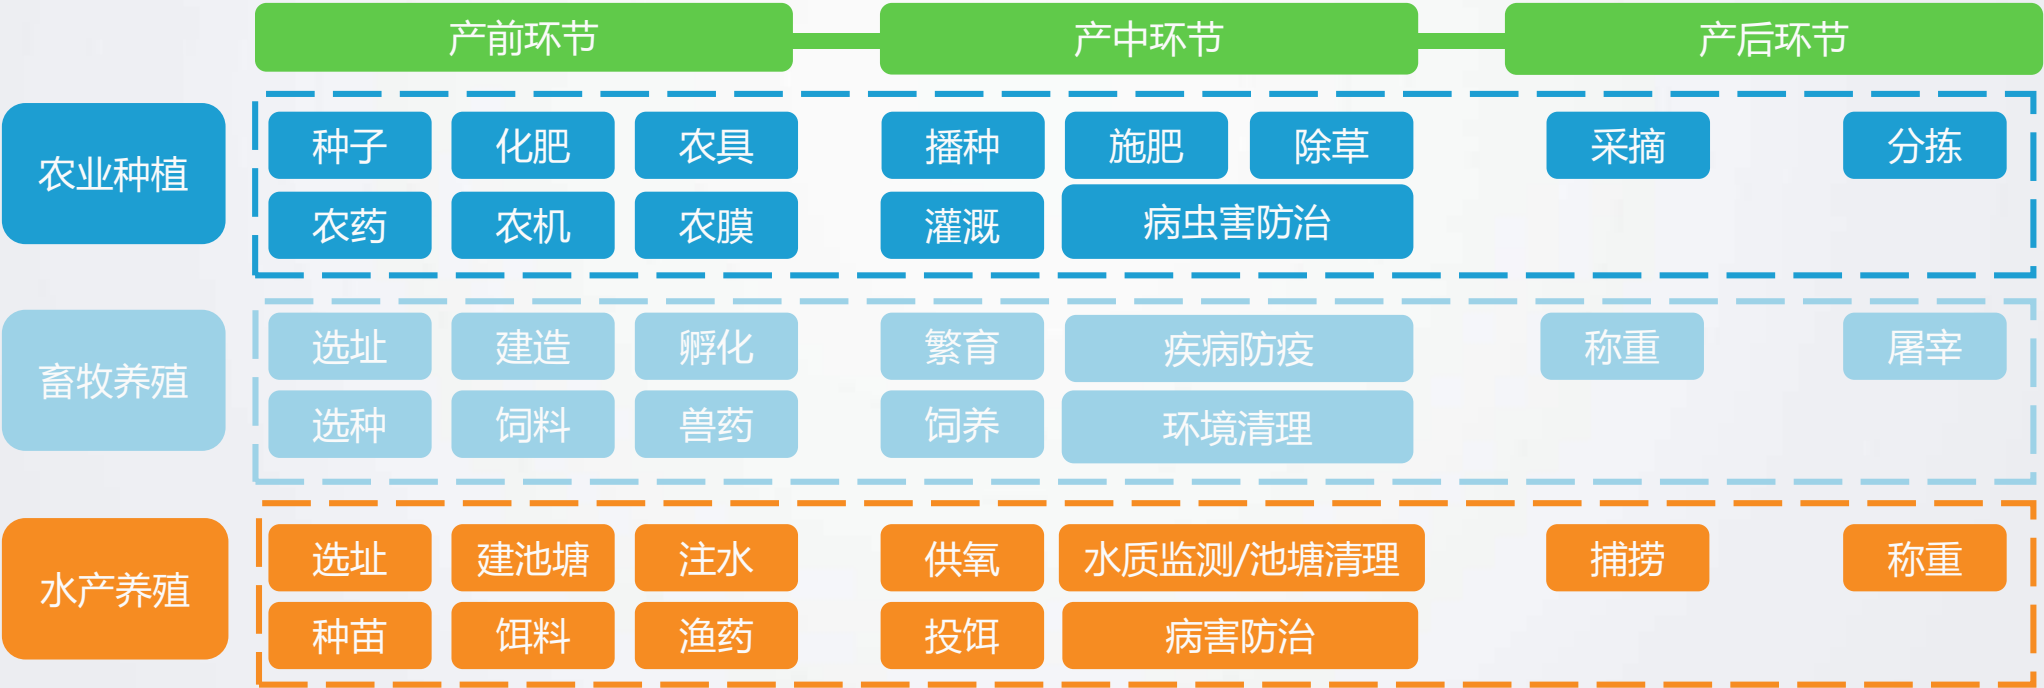 产前环节 产中环节 产后环节
农业种植
种子 化肥 农具 播种 施肥 除草 采摘 分拣
农药 农机 农膜 灌溉 病虫害防治
畜牧养殖
选址 建造 孵化 繁育 疾病防疫 称重 屠宰
选种 饲料 兽药 饲养 环境清理
水产养殖
选址 建池塘 注水 供氧 水质监测/池塘清理 捕捞 称重
种苗 饵料 渔药 投饵 病害防治